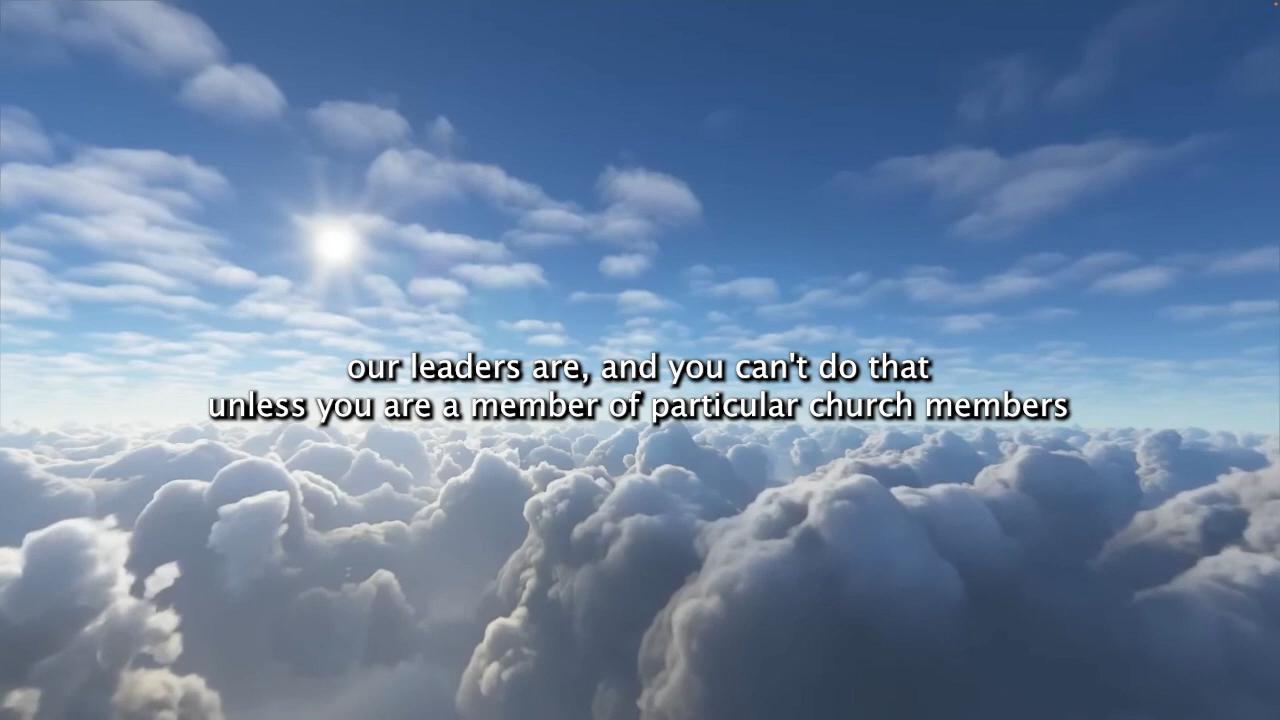 our leaders are, and you can't do that
unless you are a member of particular church members